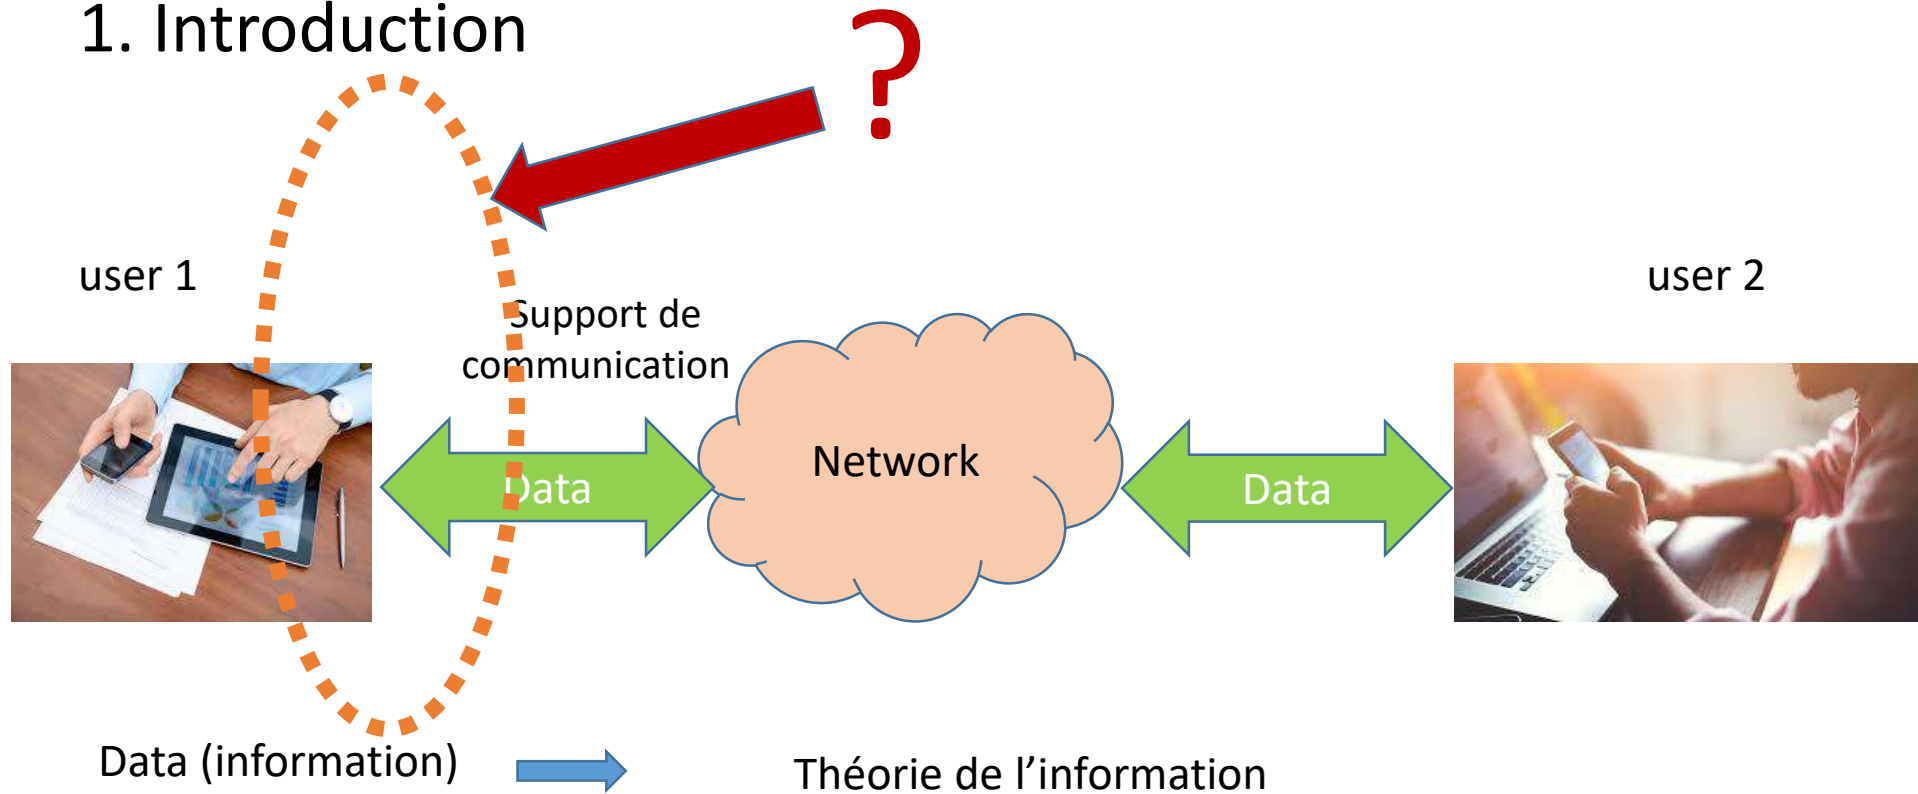 1. Introduction
?
user 1
user 2
Support de
communication
Data
Network
Data
Data (information)
Théorie de l'information